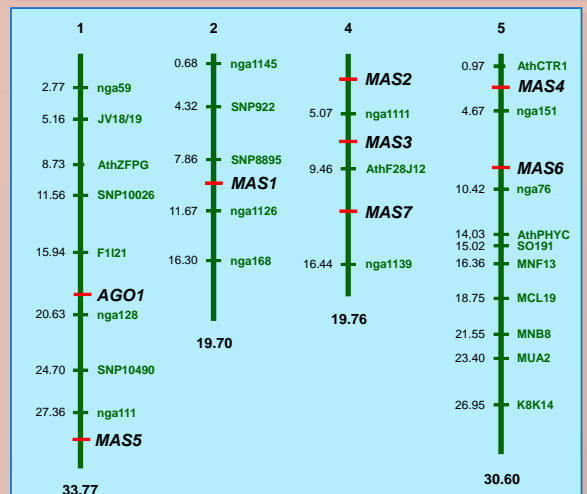 1
2.77 nga59
5.16 JV18/19
8.73 AthZFPG
11.56 SNP10026
15.94 F1I21
AGO1
20.63 nga128
24.70 SNP10490
27.36 nga111
MAS5
33.77
2
0.68 nga1145
4.32 SNP922
7.86 SNP8895
MAS1
11.67 nga1126
16.30 nga168
19.70
4
MAS2
5.07 nga1111
MAS3
9.46 AthF28J12
MAS7
16.44 nga1139
19.76
5
0.97 AthCTR1
MAS4
4.67 nga151
MAS6
10.42 nga76
14,03 AthPHYC
15.02 SO191
16.36 MNF13
18.75 MCL19
21.55 MNB8
23.40 MUA2
26.95 K8K14
30.60